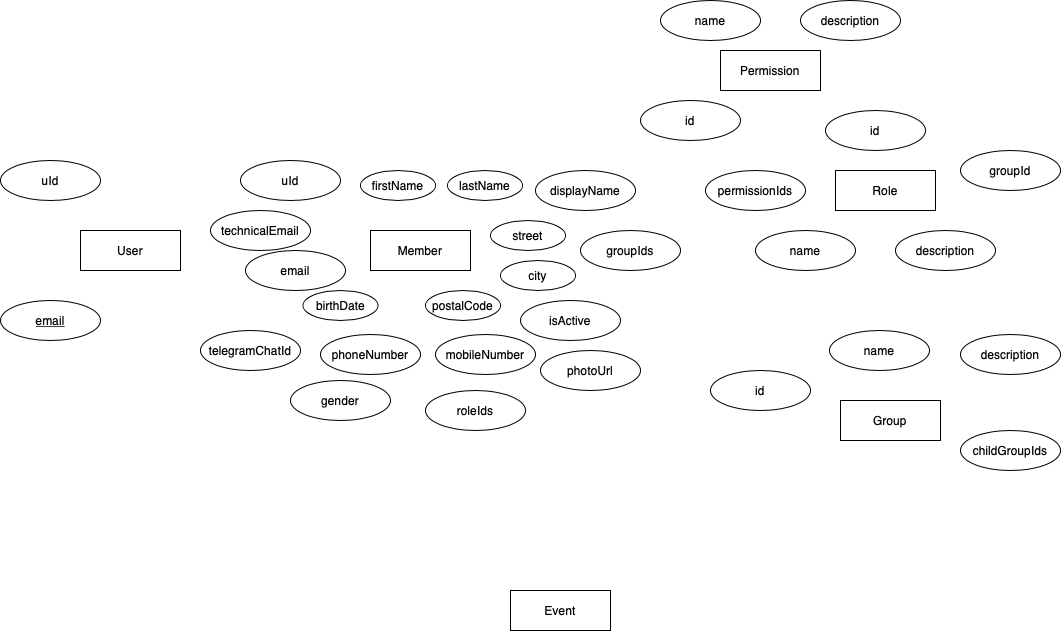 name
description
Permission
id
id
groupId
uId
uId
firstName
lastName
displayName
permissionIds
Role
technicalEmail
street
User
Member
groupIds
name
description
email
city
birthDate
postalCode
email
isActive
telegramChatId
phoneNumber
mobileNumber
name
description
photoUrl
id
gender
roleIds
Group
childGroupIds
Event